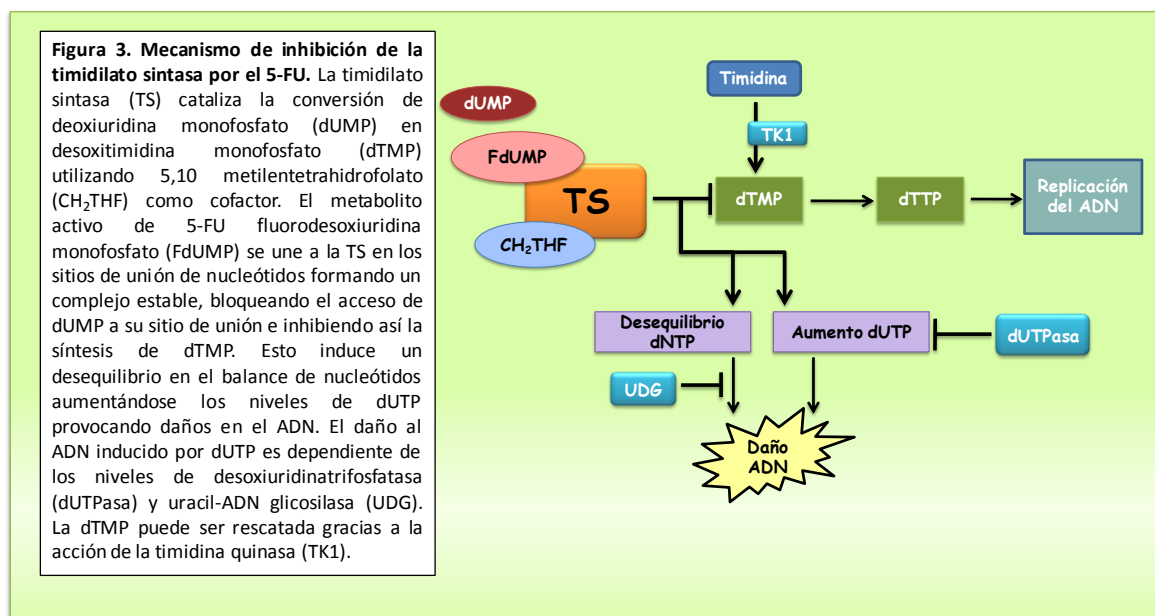 Figura 3. Mecanismo de inhibición de la
timidilato sintasa por el 5-FU. La timidilato
sintasa (TS) cataliza la conversión de
deoxiuridina monofosfato (dUMP) en
desoxitimidina monofosfato (dTMP)
utilizando 5,10 metilentetrahidrofolato
(CH₂THF) como cofactor. El metabolito
activo de 5-FU fluorodesoxiuridina
monofosfato (FdUMP) se une a la TS en los
sitios de unión de nucleótidos formando un
complejo estable, bloqueando el acceso de
dUMP a su sitio de unión e inhibiendo así la
síntesis de dTMP. Esto induce un
desequilibrio en el balance de nucleótidos
aumentándose los niveles de dUTP
provocando daños en el ADN. El daño al
ADN inducido por dUTP es dependiente de
los niveles de desoxiuridinatrifosfatasa
(dUTPasa) y uracil-ADN glicosilasa (UDG).
La dTMP puede ser rescatada gracias a la
acción de la timidina quinasa (TK1).
Timidina
dUMP
TK1
FdUMP
TS
dTMP
dTTP
Replicación
del ADN
CH₂THF
Desequilibrio
dNTP
Aumento dUTP
dUTPasa
UDG
Daño
ADN